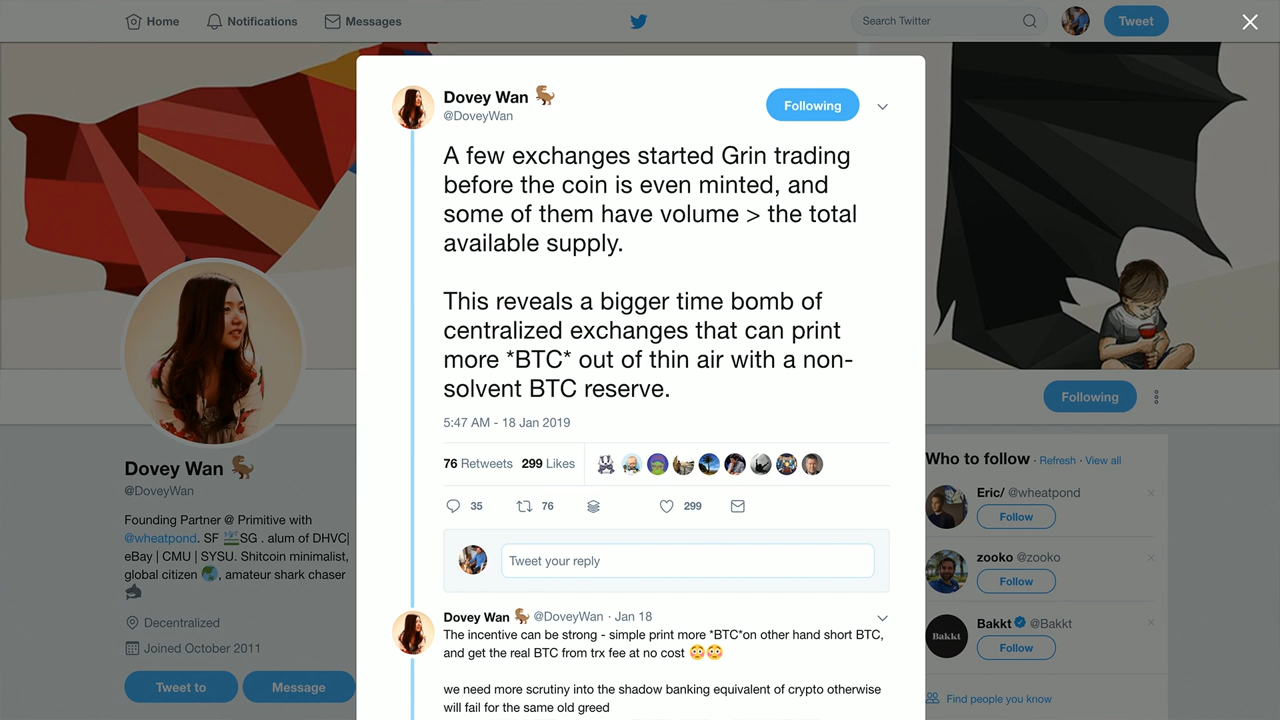 Home
Notifications
Messages
Search Twitter
Tweet
Dovey Wan
@DoveyWan
Following
A few exchanges started Grin trading
before the coin is even minted, and
some of them have volume > the total
available supply.
This reveals a bigger time bomb of
centralized exchanges that can print
more *BTC* out of thin air with a non-
solvent BTC reserve.
5:47 AM - 18 Jan 2019
76 Retweets 299 Likes
35
76
299
Tweet your reply
Dovey Wan @DoveyWan · Jan 18
The incentive can be strong - simple print more *BTC*on other hand short BTC,
and get the real BTC from trx fee at no cost 😳😳
we need more scrutiny into the shadow banking equivalent of crypto otherwise
will fail for the same old greed
Dovey Wan
@DoveyWan
Founding Partner @ Primitive with
@wheatpond. SF SG . alum of DHVC|
eBay | CMU | SYSU. Shitcoin minimalist,
global citizen 🌏, amateur shark chaser
Decentralized
Joined October 2011
Tweet to
Message
Following
Who to follow · Refresh · View all
Eric/ @wheatpond
Follow
zooko @zooko
Follow
Bakkt
Bakkt @Bakkt
Follow
Find people you know